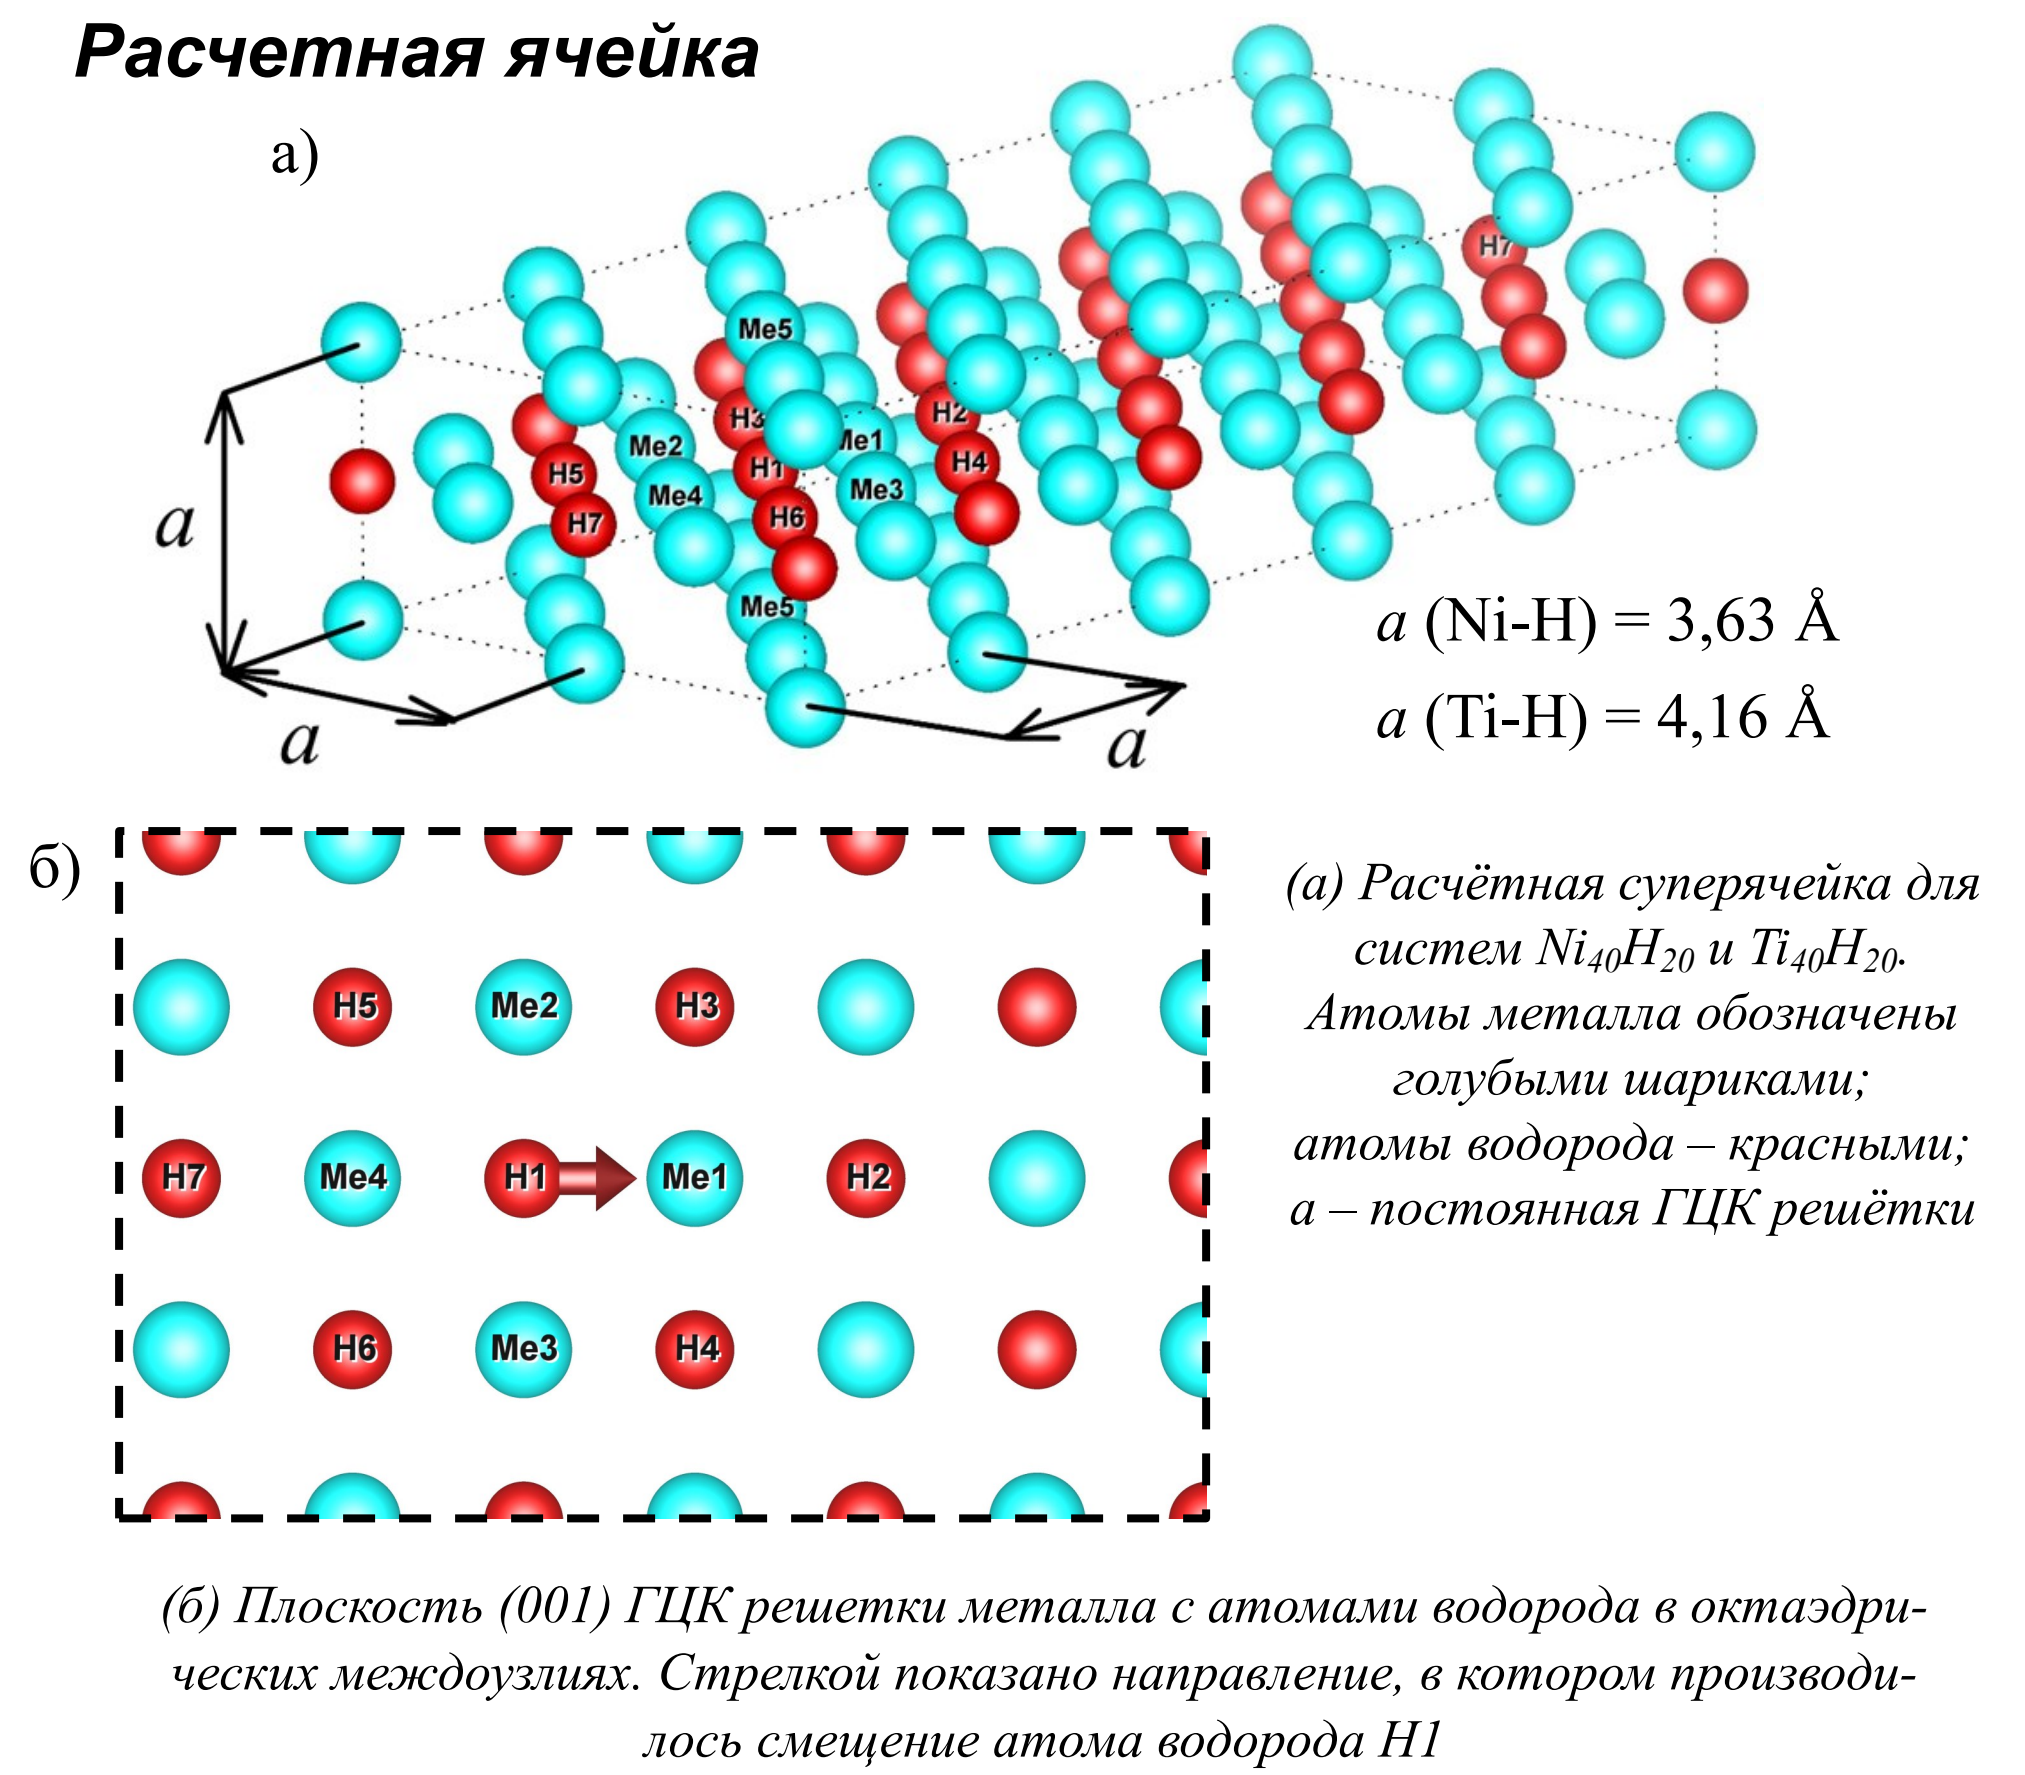 Расчетная ячейка
а)
Me5
H7
H3
H2
Me2
Me1
H1
H4
H5
Me4
Me3
H7
H6
Me5
a
a
a
a (Ni-H) = 3,63 Å
a (Ti-H) = 4,16 Å
б)
H5 Me2 H3
H7 Me4 H1 Me1 H2
H6 Me3 H4
(а) Расчётная суперячейка для
систем Ni40H20 и Ti40H20.
Атомы металла обозначены
голубыми шариками;
атомы водорода – красными;
a – постоянная ГЦК решётки
(б) Плоскость (001) ГЦК решетки металла с атомами водорода в октаэдри-
ческих междоузлиях. Стрелкой показано направление, в котором производи-
лось смещение атома водорода H1